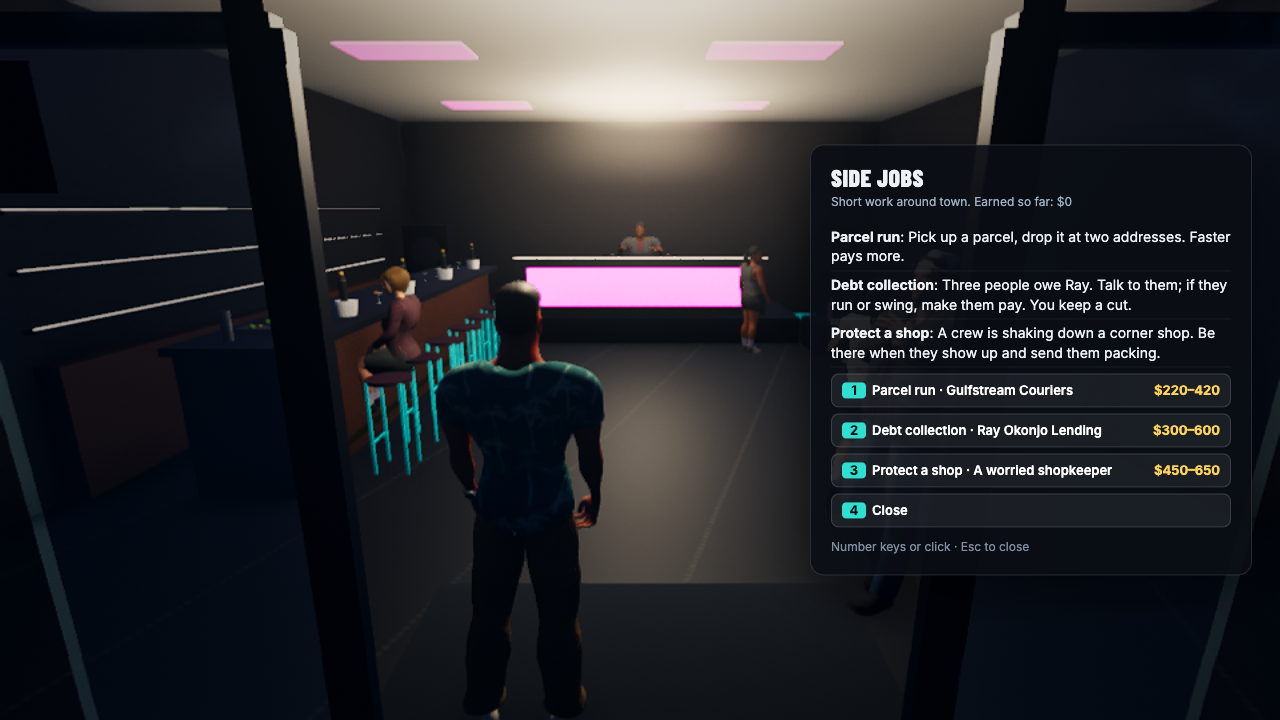 SIDE JOBS
Short work around town. Earned so far: $0
Parcel run: Pick up a parcel, drop it at two addresses. Faster
pays more.
Debt collection: Three people owe Ray. Talk to them; if they
run or swing, make them pay. You keep a cut.
Protect a shop: A crew is shaking down a corner shop. Be
there when they show up and send them packing.
1 Parcel run · Gulfstream Couriers $220–420
2 Debt collection · Ray Okonjo Lending $300–600
3 Protect a shop · A worried shopkeeper $450–650
4 Close
Number keys or click · Esc to close